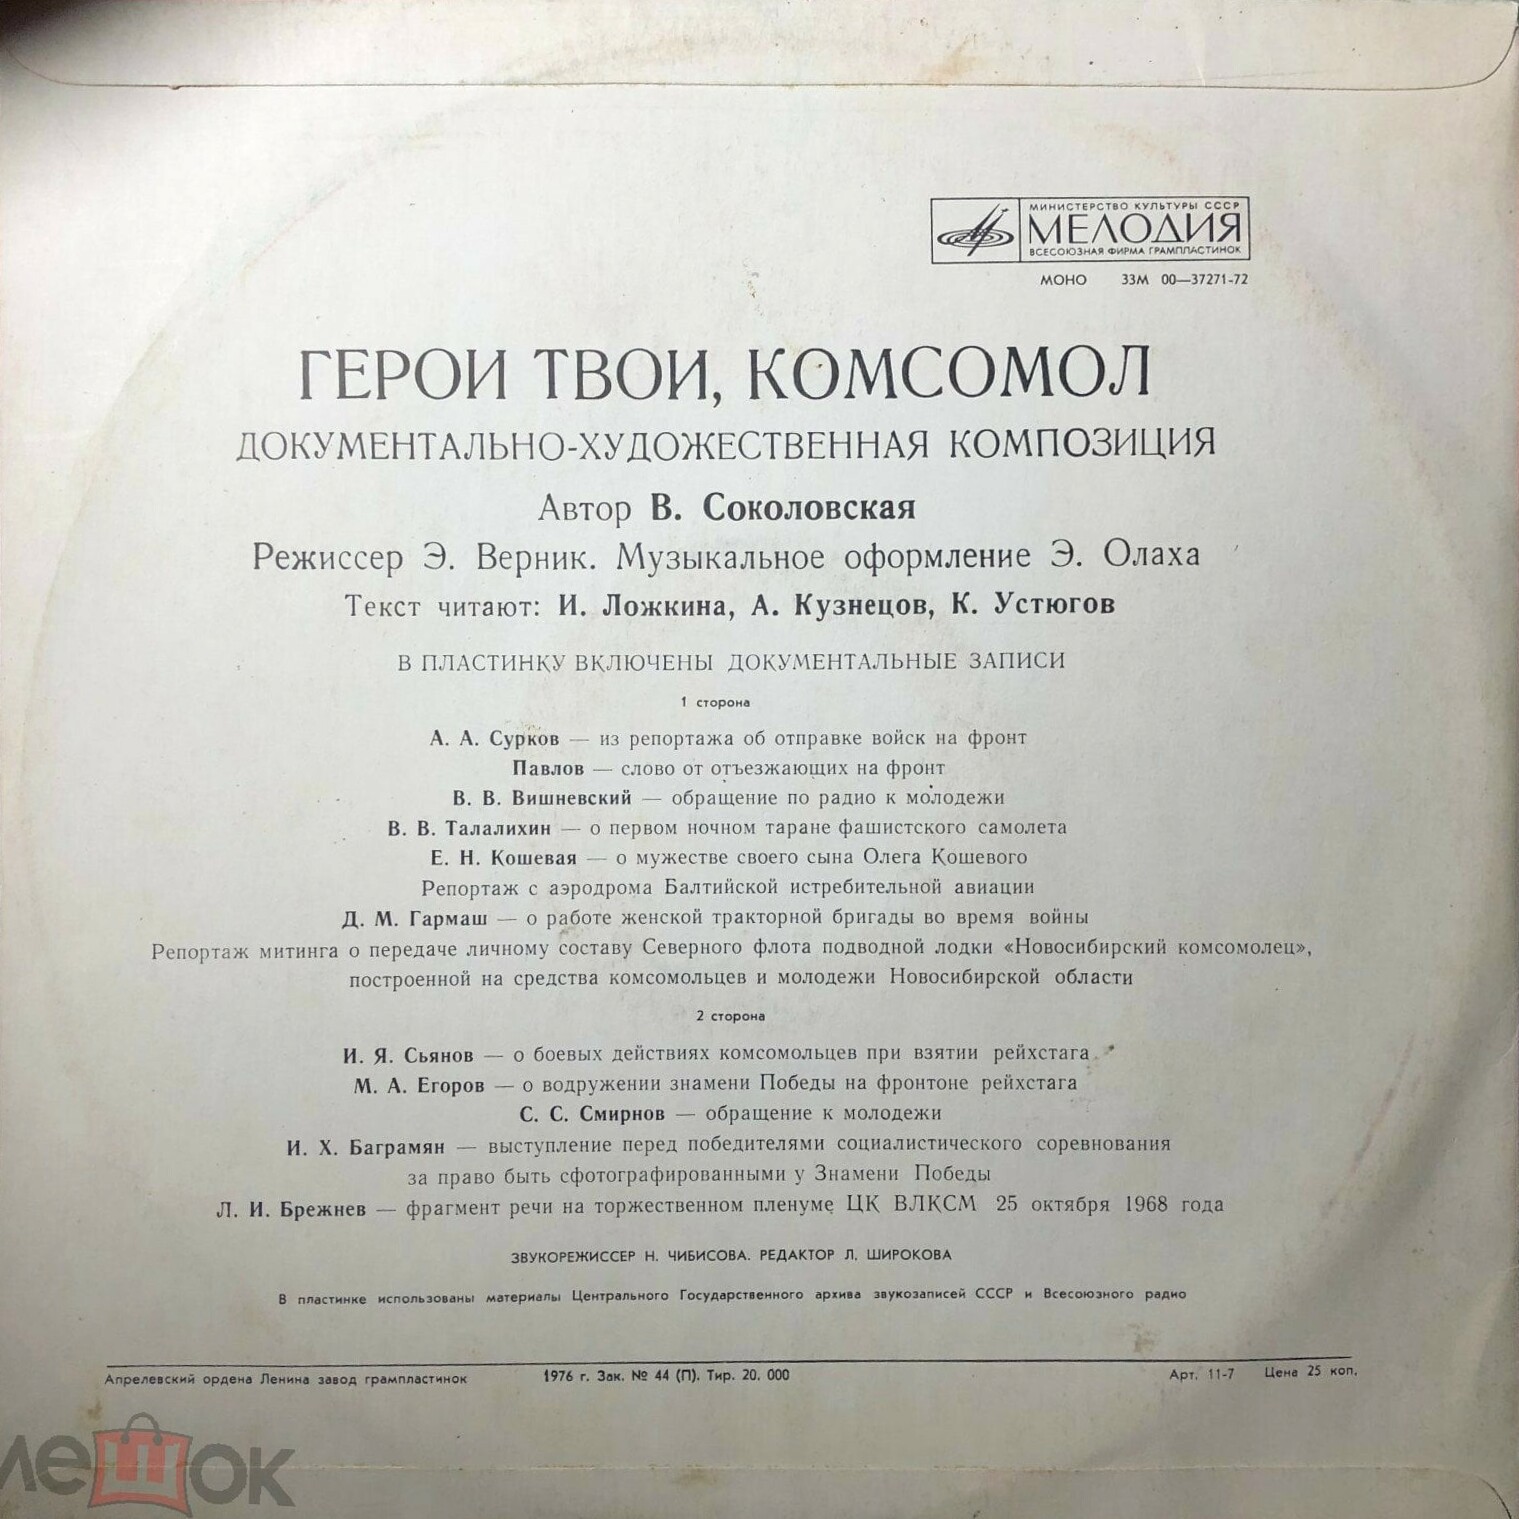 МИНИСТЕРСТВО КУЛЬТУРЫ СССР
МЕЛОДИЯ
ВСЕСОЮЗНАЯ ФИРМА ГРАМПЛАСТИНОК
МОНО 33М 00—37271-72
ГЕРОИ ТВОИ, КОМСОМОЛ
ДОКУМЕНТАЛЬНО-ХУДОЖЕСТВЕННАЯ КОМПОЗИЦИЯ
Автор В. Соколовская
Режиссер Э. Верник. Музыкальное оформление Э. Олаха
Текст читают: И. Ложкина, А. Кузнецов, К. Устюгов
В ПЛАСТИНКУ ВКЛЮЧЕНЫ ДОКУМЕНТАЛЬНЫЕ ЗАПИСИ
1 сторона
А. А. Сурков — из репортажа об отправке войск на фронт
Павлов — слово от отъезжающих на фронт
В. В. Вишневский — обращение по радио к молодежи
В. В. Талалихин — о первом ночном таране фашистского самолета
Е. Н. Кошевая — о мужестве своего сына Олега Кошевого
Репортаж с аэродрома Балтийской истребительной авиации
Д. М. Гармаш — о работе женской тракторной бригады во время войны
Репортаж митинга о передаче личному составу Северного флота подводной лодки «Новосибирский комсомолец»,
построенной на средства комсомольцев и молодежи Новосибирской области
2 сторона
И. Я. Сьянов — о боевых действиях комсомольцев при взятии рейхстага
М. А. Егоров — о водружении знамени Победы на фронтоне рейхстага
С. С. Смирнов — обращение к молодежи
И. Х. Баграмян — выступление перед победителями социалистического соревнования
за право быть сфотографированными у Знамени Победы
Л. И. Брежнев — фрагмент речи на торжественном пленуме ЦК ВЛКСМ 25 октября 1968 года
ЗВУКОРЕЖИССЕР Н. ЧИБИСОВА. РЕДАКТОР Л. ШИРОКОВА
В пластинке использованы материалы Центрального Государственного архива звукозаписей СССР и Всесоюзного радио
Апрелевский ордена Ленина завод грампластинок 1976 г. Зак. № 44 (П). Тир. 20. 000 Арт. 11-7 Цена 25 коп.
лешок